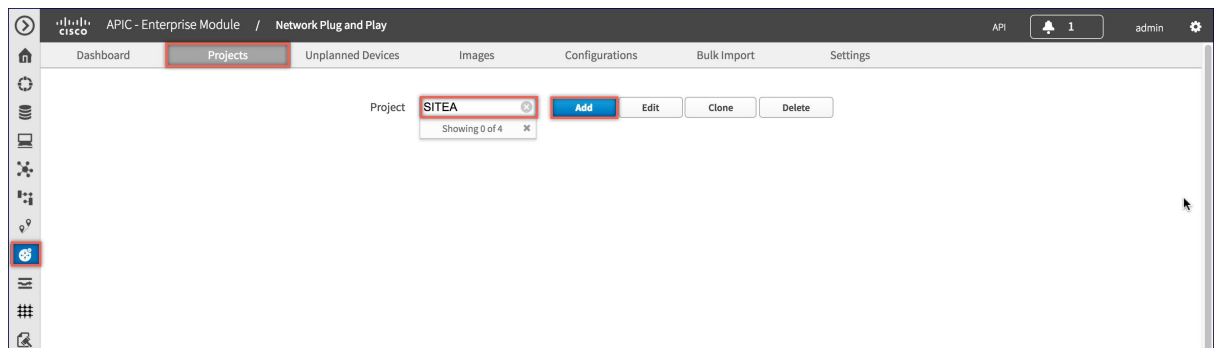 cisco APIC - Enterprise Module / Network Plug and Play API 1 admin
Dashboard Projects Unplanned Devices Images Configurations Bulk Import Settings
Project SITEA Add Edit Clone Delete
Showing 0 of 4